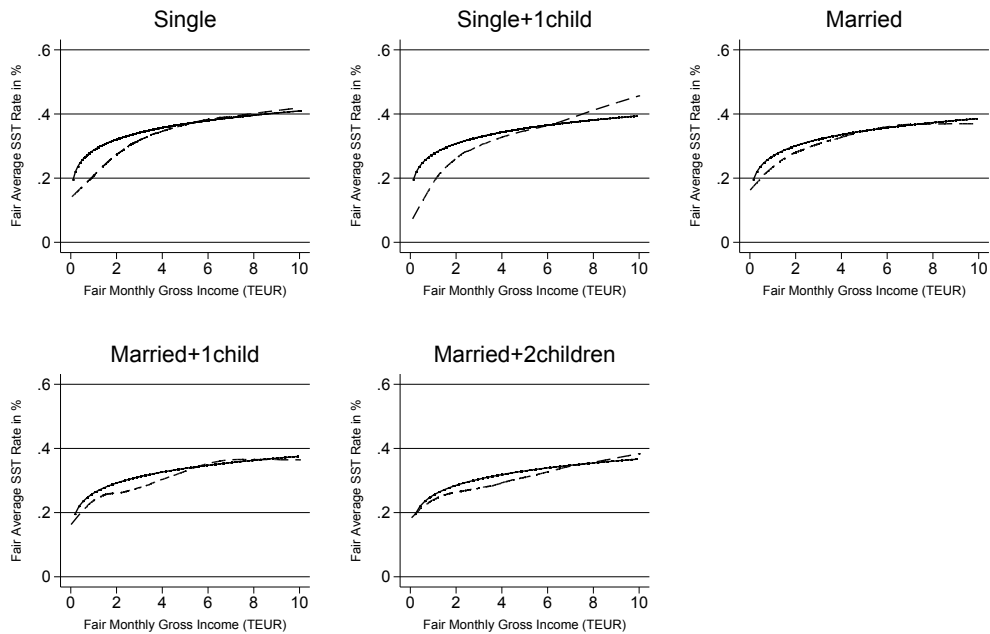 Single
Single+1child
Married
Fair Average SST Rate in %
.6
.4
.2
0
0 2 4 6 8 10
Fair Monthly Gross Income (TEUR)
Fair Average SST Rate in %
.6
.4
.2
0
0 2 4 6 8 10
Fair Monthly Gross Income (TEUR)
Fair Average SST Rate in %
.6
.4
.2
0
0 2 4 6 8 10
Fair Monthly Gross Income (TEUR)
Married+1child
Married+2children
Fair Average SST Rate in %
.6
.4
.2
0
0 2 4 6 8 10
Fair Monthly Gross Income (TEUR)
Fair Average SST Rate in %
.6
.4
.2
0
0 2 4 6 8 10
Fair Monthly Gross Income (TEUR)